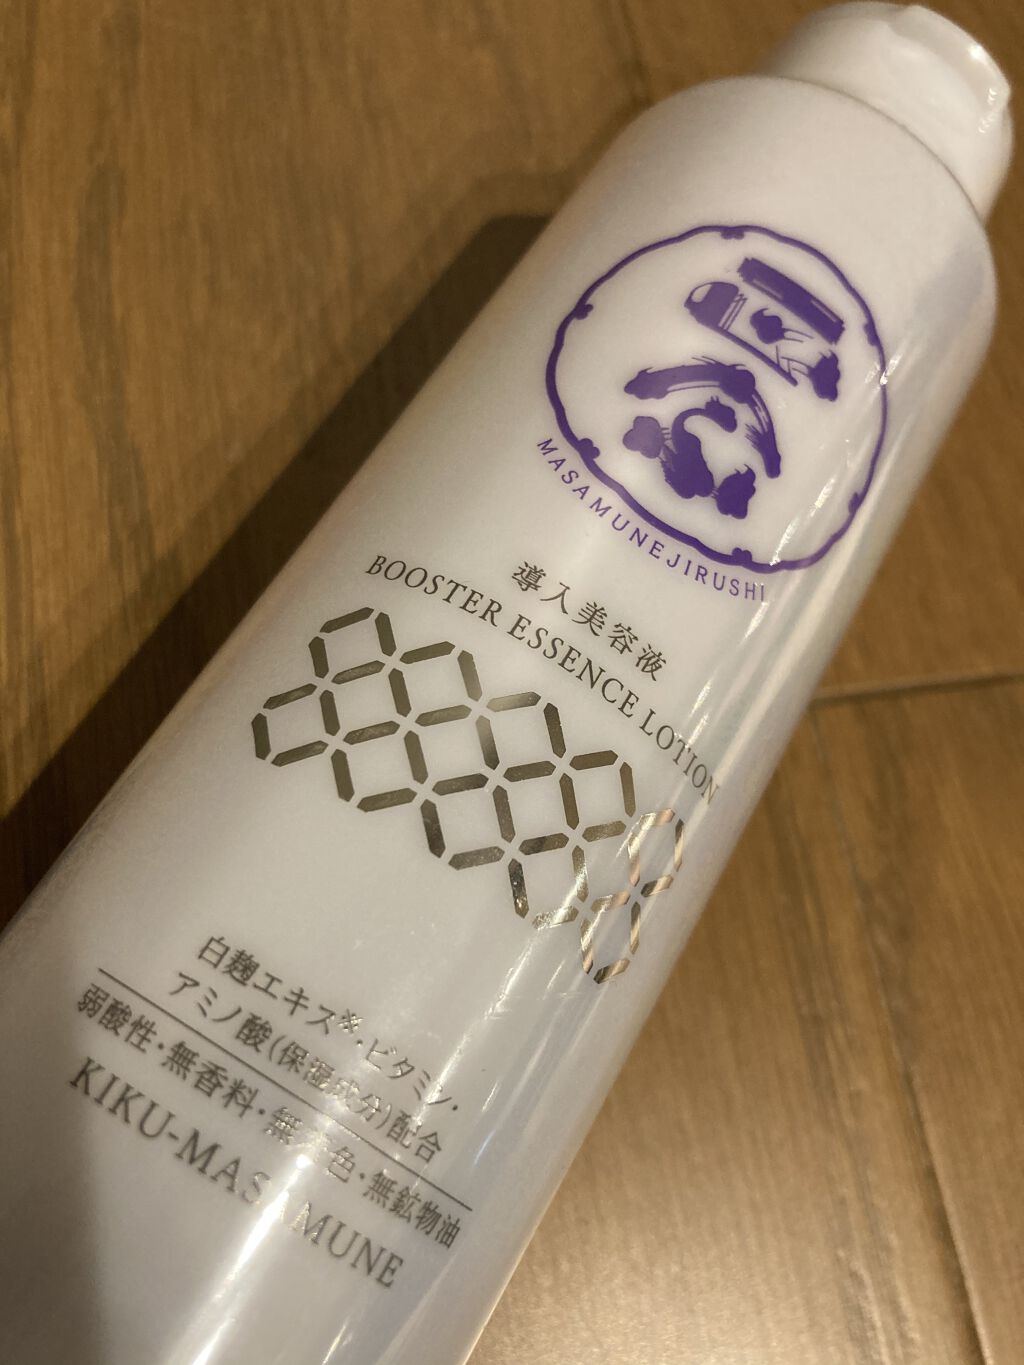 正宗
MASAMUNEJIRUSHI
導入美容液
BOOSTER ESSENCE LOTION
白麹エキス※・ビタミン・
アミノ酸(保湿成分)配合
弱酸性・無香料・無着色・無鉱物油
KIKU-MASAMUNE